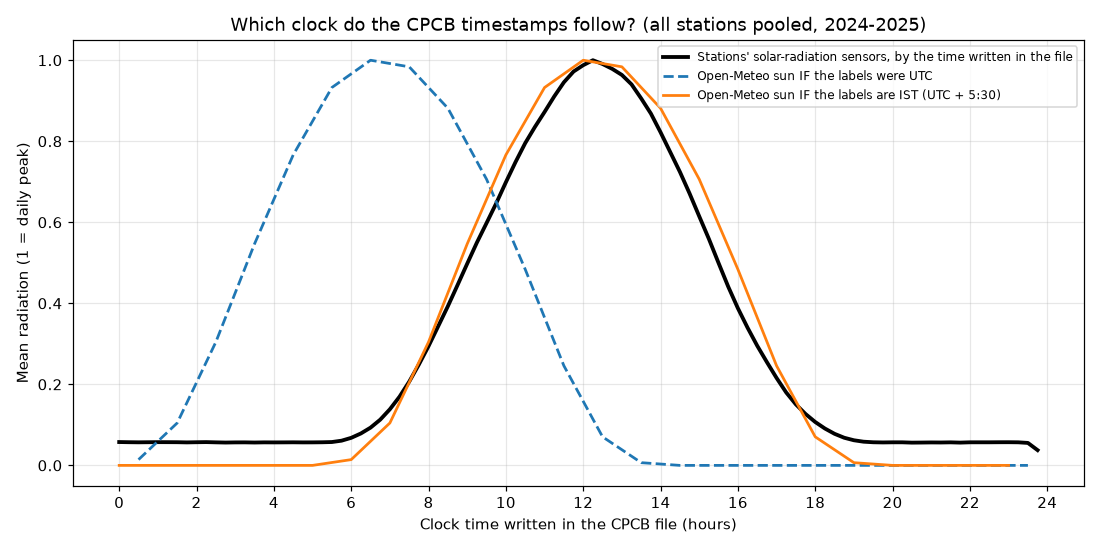 Which clock do the CPCB timestamps follow? (all stations pooled, 2024-2025)
Stations' solar-radiation sensors, by the time written in the file
Open-Meteo sun IF the labels were UTC
Open-Meteo sun IF the labels are IST (UTC + 5:30)
Mean radiation (1 = daily peak)
1.0
0.8
0.6
0.4
0.2
0.0
0 2 4 6 8 10 12 14 16 18 20 22 24
Clock time written in the CPCB file (hours)